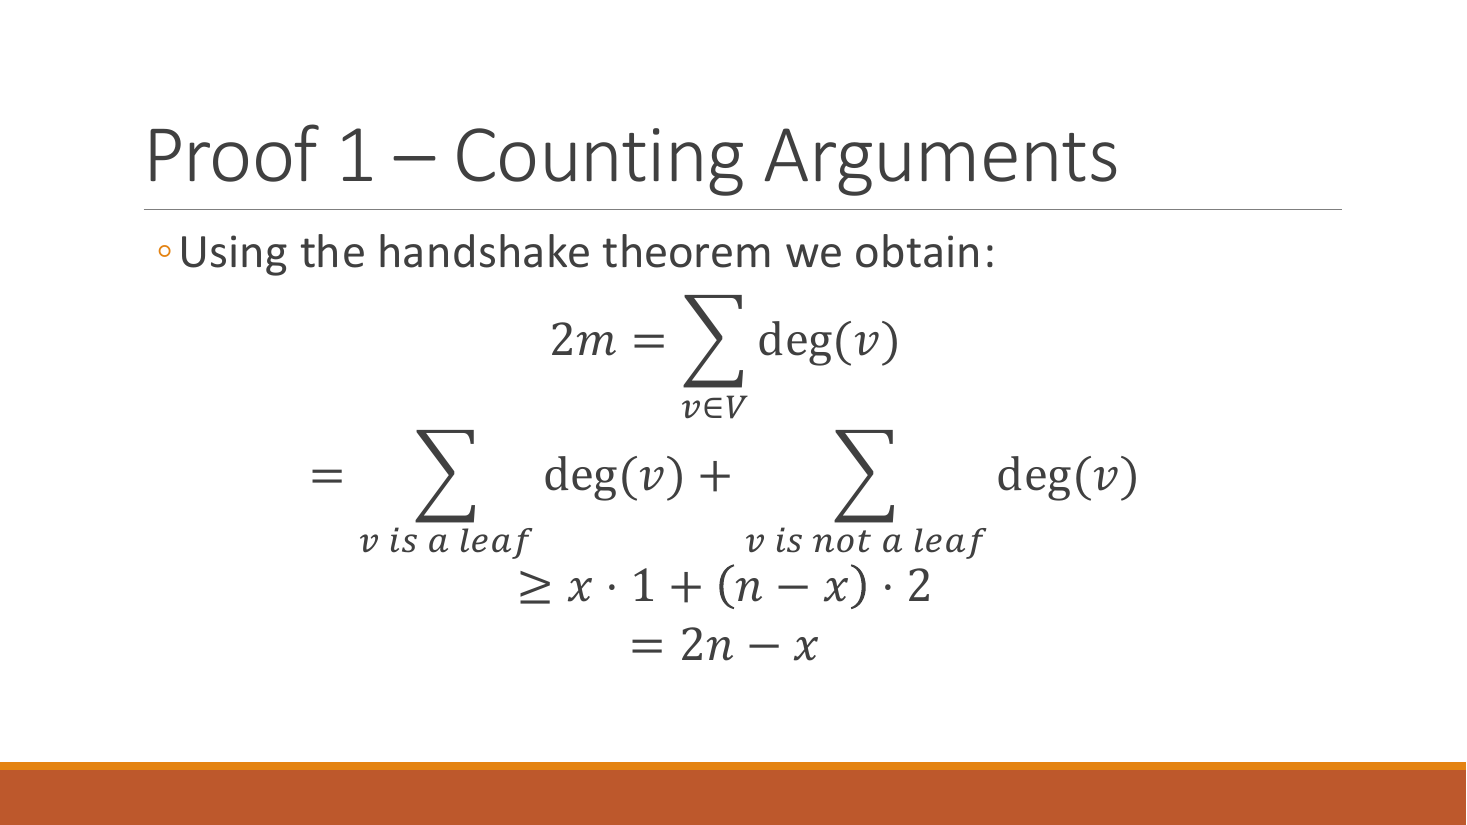 Proof 1 – Counting Arguments
◦Using the handshake theorem we obtain:
2𝑚 = ∑ deg(𝑣)
𝑣∈𝑉
= ∑ deg(𝑣) + ∑ deg(𝑣)
𝑣 𝑖𝑠 𝑎 𝑙𝑒𝑎𝑓 𝑣 𝑖𝑠 𝑛𝑜𝑡 𝑎 𝑙𝑒𝑎𝑓
≥ 𝑥 · 1 + (𝑛 − 𝑥) · 2
= 2𝑛 − 𝑥